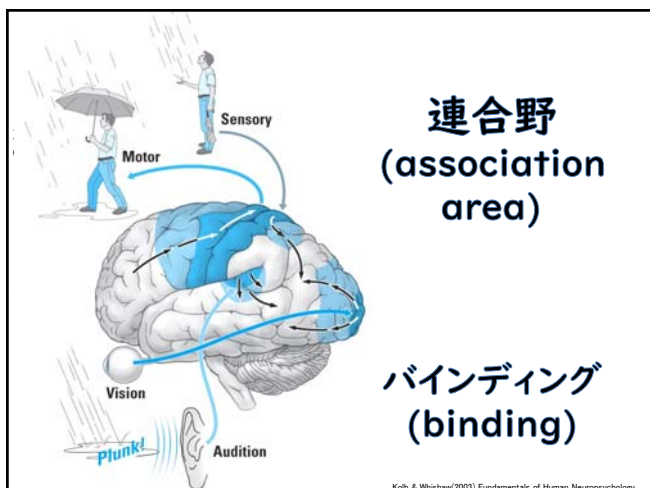 Sensory
Motor
連合野
(association
area)
Vision
Plunk!
Audition
バインディング
(binding)
Kolb & Whishaw(2003) Fundamentals of Human Neuropsychology